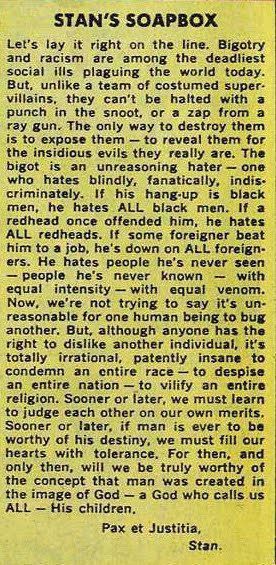 STAN'S SOAPBOX
Let's lay it right on the line. Bigotry
and racism are among the deadliest
social ills plaguing the world today.
But, unlike a team of costumed super-
villains, they can't be halted with a
punch in the snoot, or a zap from a
ray gun. The only way to destroy them
is to expose them — to reveal them for
the insidious evils they really are. The
bigot is an unreasoning hater — one
who hates blindly, fanatically, indis-
criminately. If his hang-up is black
men, he hates ALL black men. If a
redhead once offended him, he hates
ALL redheads. If some foreigner beat
him to a job, he's down on ALL foreign-
ers. He hates people he's never seen
— people he's never known — with
equal intensity — with equal venom.
Now, we're not trying to say it's un-
reasonable for one human being to bug
another. But, although anyone has the
right to dislike another individual, it's
totally irrational, patently insane to
condemn an entire race — to despise
an entire nation — to vilify an entire
religion. Sooner or later, we must learn
to judge each other on our own merits.
Sooner or later, if man is ever to be
worthy of his destiny, we must fill our
hearts with tolerance. For then, and
only then, will we be truly worthy of
the concept that man was created in
the image of God — a God who calls us
ALL — His children.
Pax et Justitia,
Stan.